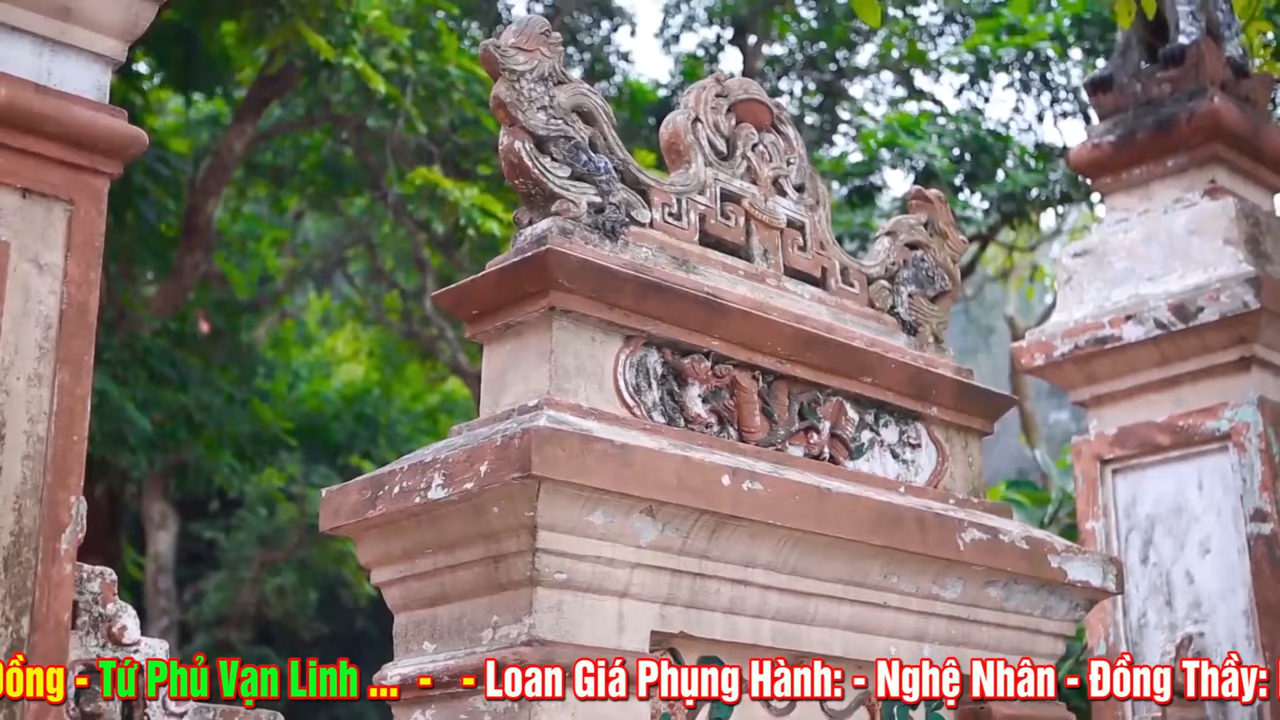 Đồng - Tứ Phủ Vạn Linh ... - - Loan Giá Phụng Hành: - Nghệ Nhân - Đồng Thầy: